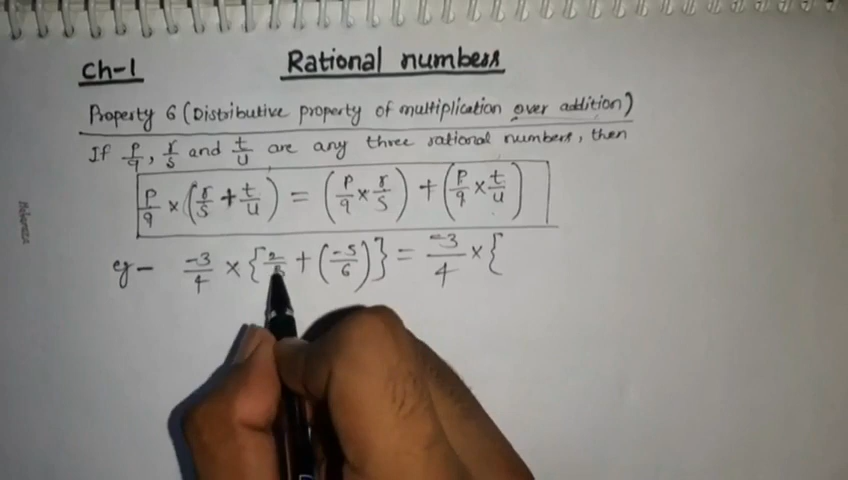 Ch-1 Rational numbers
Property 6 (Distributive property of multiplication over addition)
If p/q, r/s and t/u are any three rational numbers, then
p/q × (r/s + t/u) = (p/q × r/s) + (p/q × t/u)
eg - -3/4 × {2/ + (-5/6)} = -3/4 × {